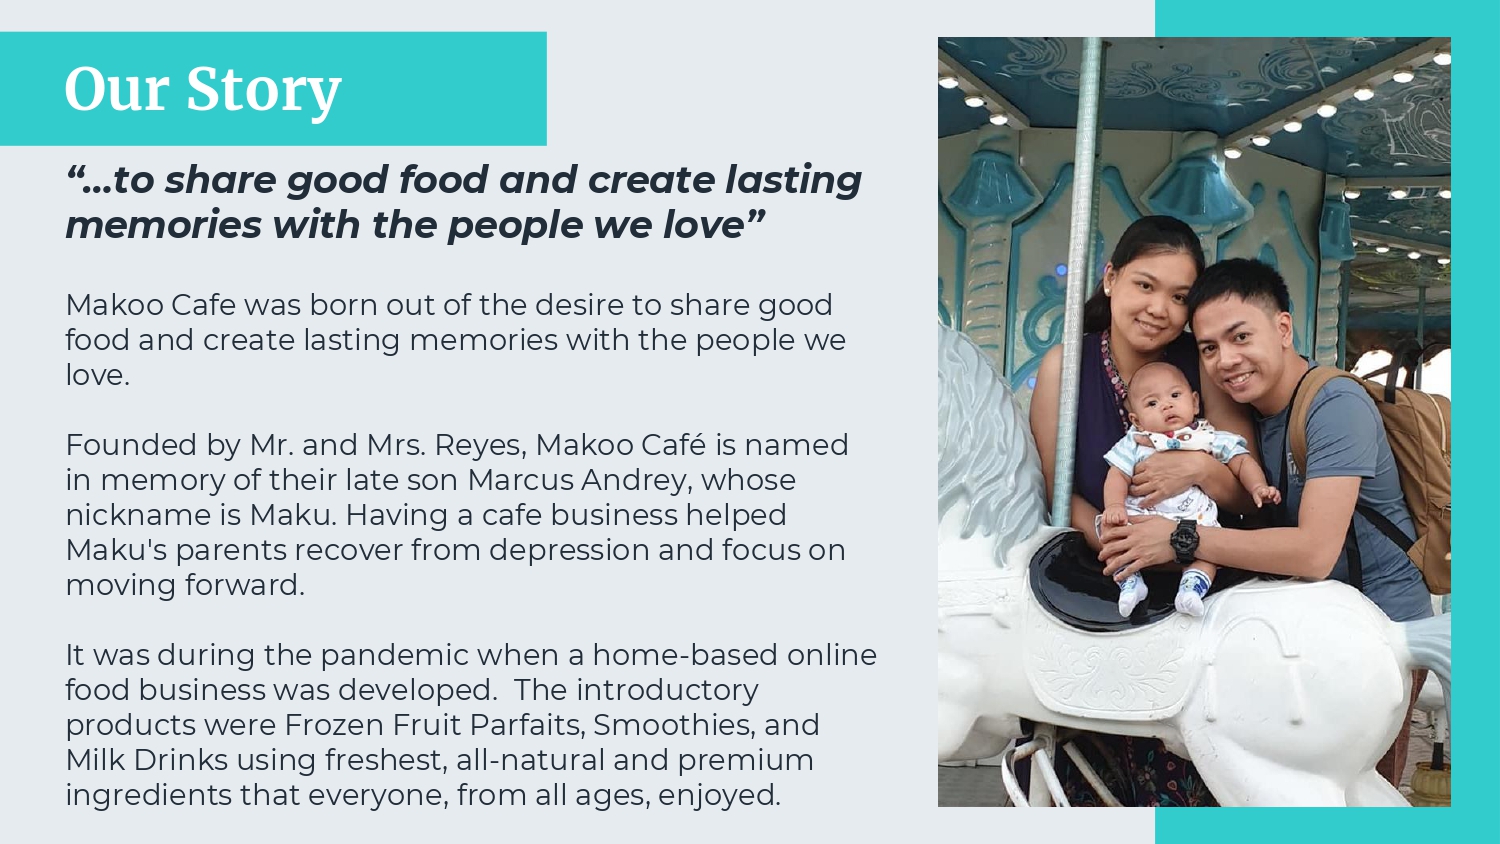 Our Story
“...to share good food and create lasting
memories with the people we love”
Makoo Cafe was born out of the desire to share good
food and create lasting memories with the people we
love.
Founded by Mr. and Mrs. Reyes, Makoo Café is named
in memory of their late son Marcus Andrey, whose
nickname is Maku. Having a cafe business helped
Maku's parents recover from depression and focus on
moving forward.
It was during the pandemic when a home-based online
food business was developed.  The introductory
products were Frozen Fruit Parfaits, Smoothies, and
Milk Drinks using freshest, all-natural and premium
ingredients that everyone, from all ages, enjoyed.